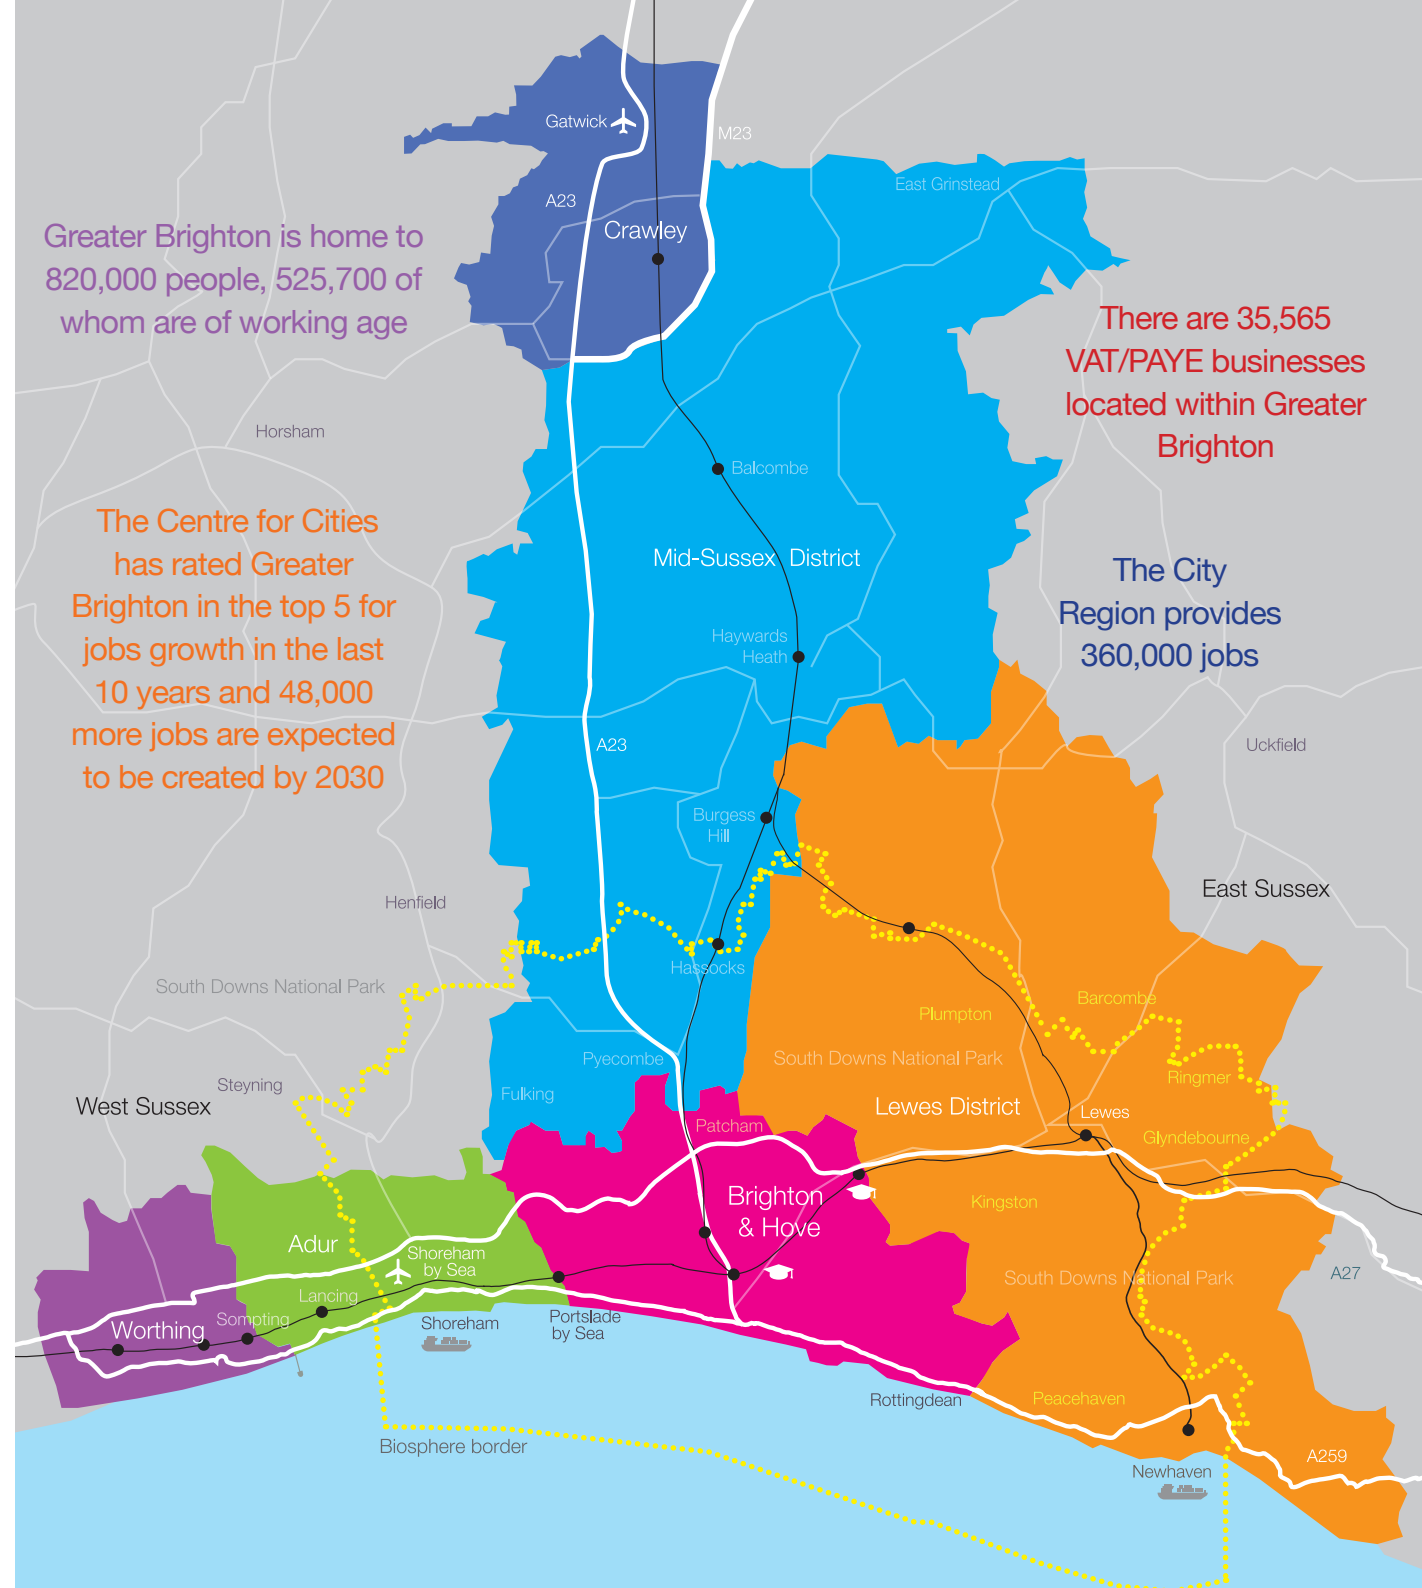 Gatwick
M23
A23
East Grinstead
Crawley
Greater Brighton is home to
820,000 people, 525,700 of
whom are of working age
There are 35,565
VAT/PAYE businesses
located within Greater
Brighton
Horsham
Balcombe
The Centre for Cities
has rated Greater
Brighton in the top 5 for
jobs growth in the last
10 years and 48,000
more jobs are expected
to be created by 2030
Mid-Sussex District
The City
Region provides
360,000 jobs
Haywards
Heath
A23
Uckfield
Burgess
Hill
East Sussex
Henfield
Hassocks
South Downs National Park
Barcombe
Plumpton
Pyecombe
South Downs National Park
Ringmer
Steyning
Fulking
West Sussex
Lewes District
Lewes
Patcham
Glyndebourne
Brighton
& Hove
Kingston
Adur
Shoreham
by Sea
South Downs National Park
A27
Lancing
Sompting
Worthing
Shoreham
Portslade
by Sea
Rottingdean
Peacehaven
Biosphere border
A259
Newhaven